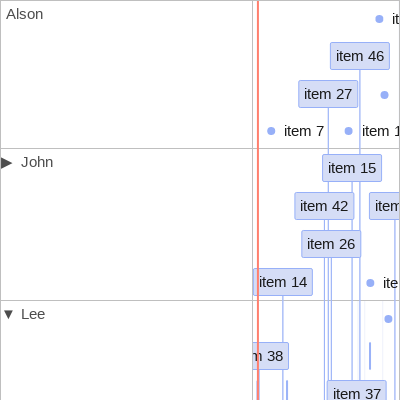 Alson
it
item 46
item 27
item 7
item 1
▶ John
item 15
item 42
item
item 26
item 14
ite
▼ Lee
m 38
item 37